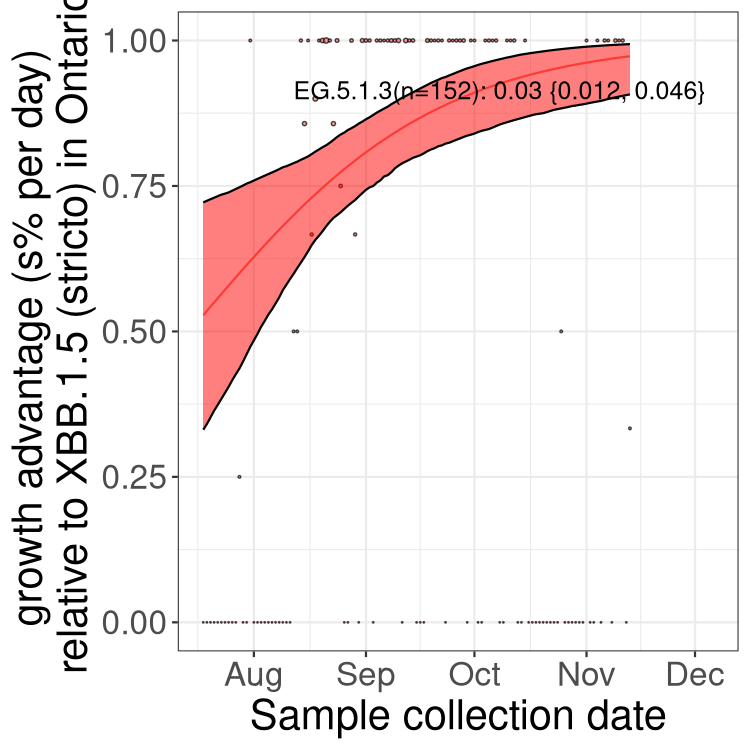 growth advantage (s% per day)
relative to XBB.1.5 (stricto) in Ontario
1.00
0.75
0.50
0.25
0.00
EG.5.1.3(n=152): 0.03 {0.012, 0.046}
Aug Sep Oct Nov Dec
Sample collection date